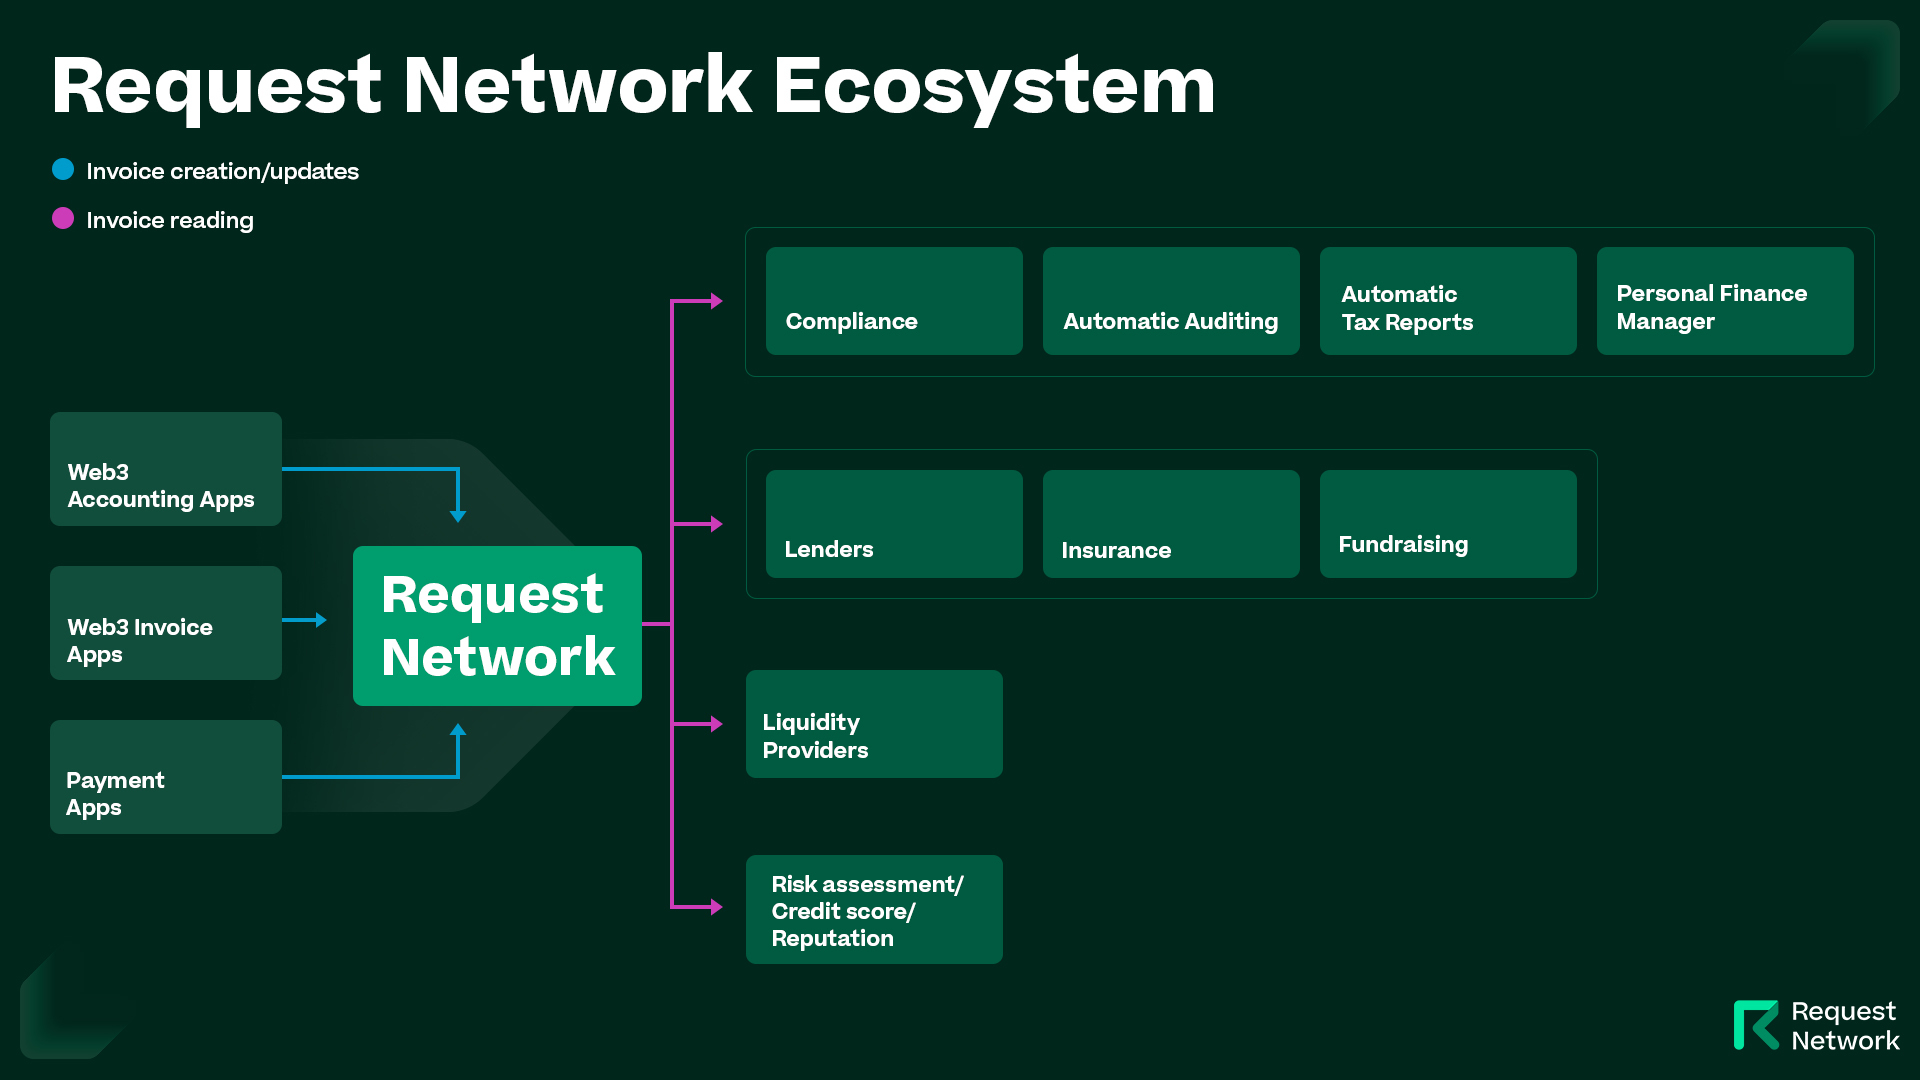 Request Network Ecosystem
Invoice creation/updates
Invoice reading
Web3
Accounting Apps
Web3 Invoice
Apps
Payment
Apps
Request
Network
Compliance
Automatic Auditing
Automatic
Tax Reports
Personal Finance
Manager
Lenders
Insurance
Fundraising
Liquidity
Providers
Risk assessment/
Credit score/
Reputation
Request
Network